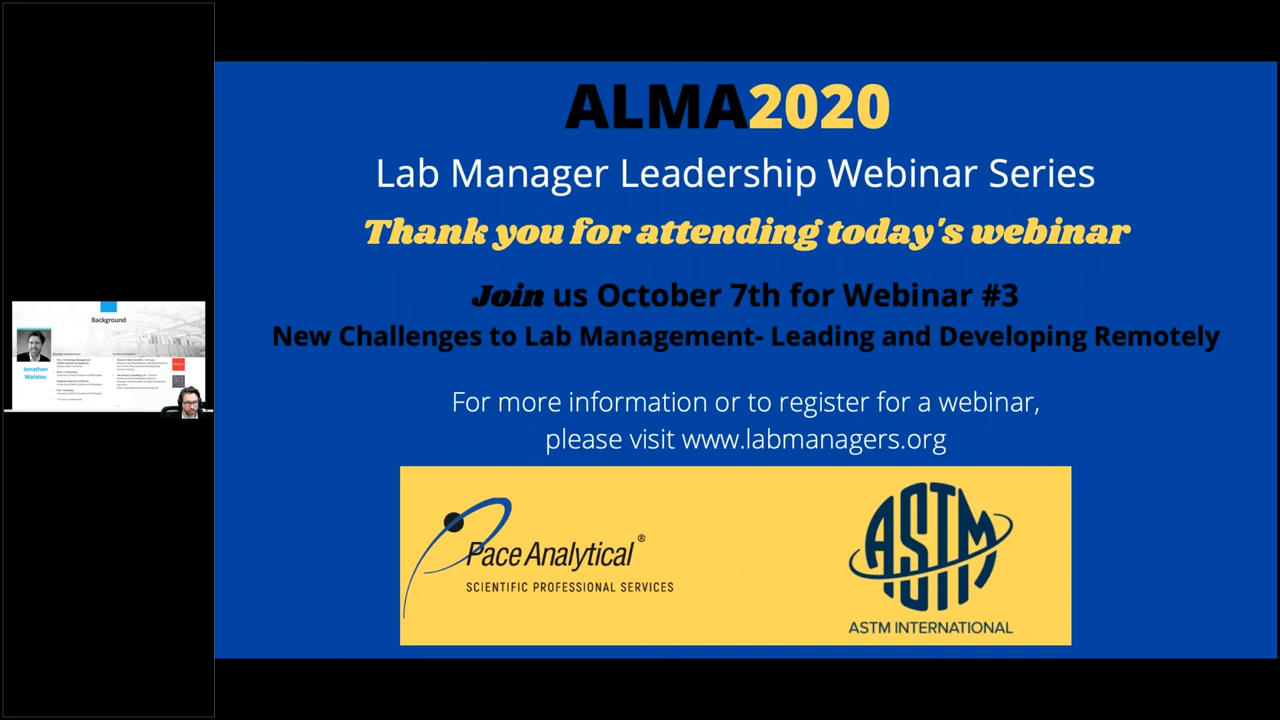 ALMA2020
Lab Manager Leadership Webinar Series
Thank you for attending today's webinar
Join us October 7th for Webinar #3
New Challenges to Lab Management- Leading and Developing Remotely
For more information or to register for a webinar,
please visit www.labmanagers.org
Pace Analytical®
SCIENTIFIC PROFESSIONAL SERVICES
ASTM
ASTM INTERNATIONAL
Background
Jonathan
Walston